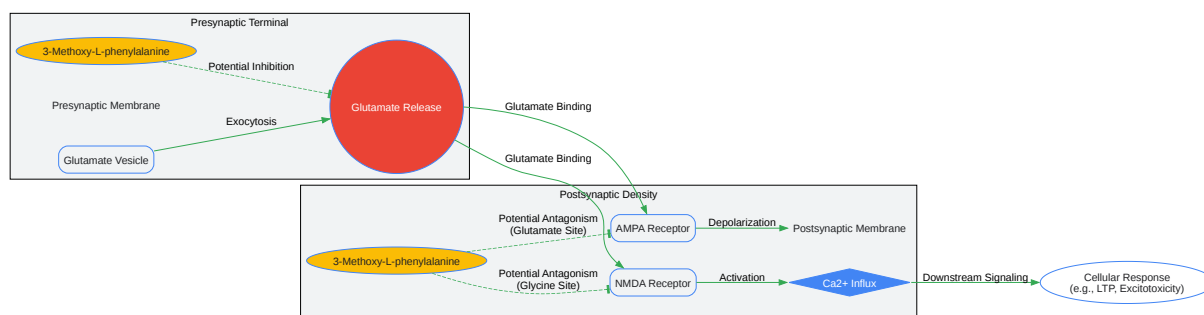 Presynaptic Terminal
3-Methoxy-L-phenylalanine
Potential Inhibition
Presynaptic Membrane
Glutamate Release
Glutamate Binding
Exocytosis
Glutamate Vesicle
Glutamate Binding
Postsynaptic Density
Potential Antagonism
(Glutamate Site)
AMPA Receptor
Depolarization
Postsynaptic Membrane
3-Methoxy-L-phenylalanine
Potential Antagonism
(Glycine Site)
NMDA Receptor
Activation
Ca2+ Influx
Downstream Signaling
Cellular Response
(e.g., LTP, Excitotoxicity)